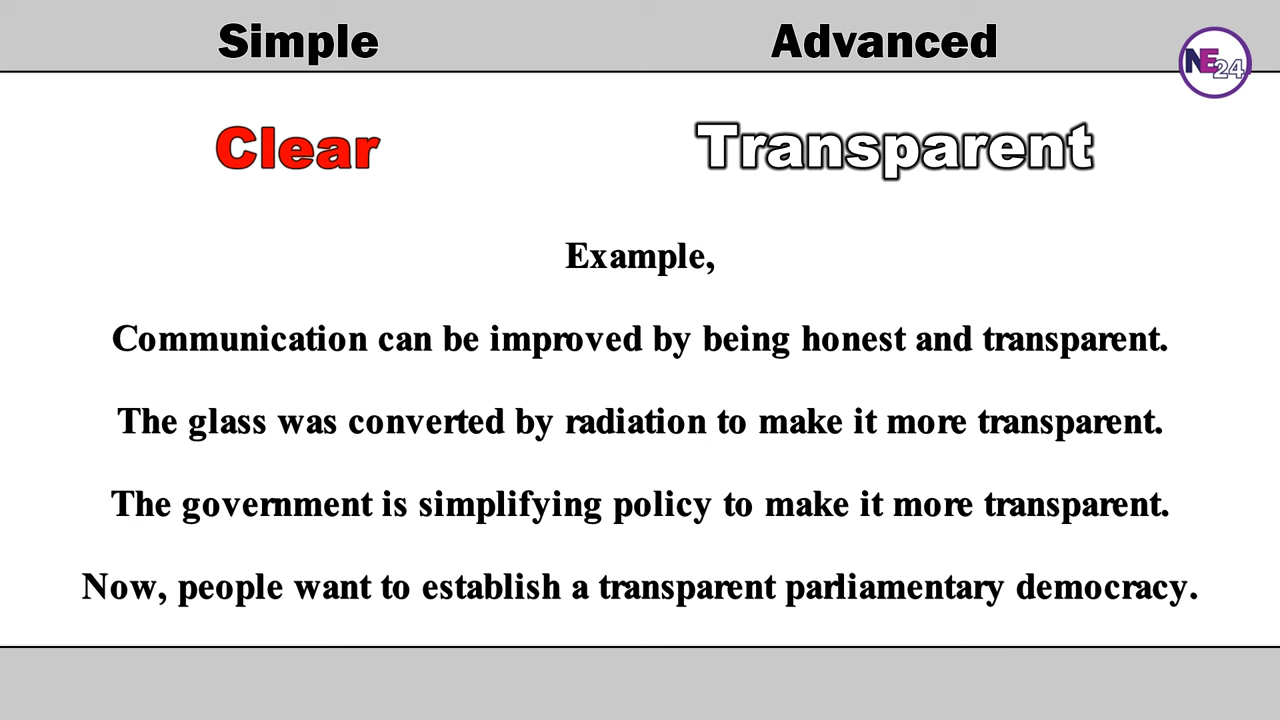 Simple Advanced
NE24
Clear Transparent
Example,
Communication can be improved by being honest and transparent.
The glass was converted by radiation to make it more transparent.
The government is simplifying policy to make it more transparent.
Now, people want to establish a transparent parliamentary democracy.